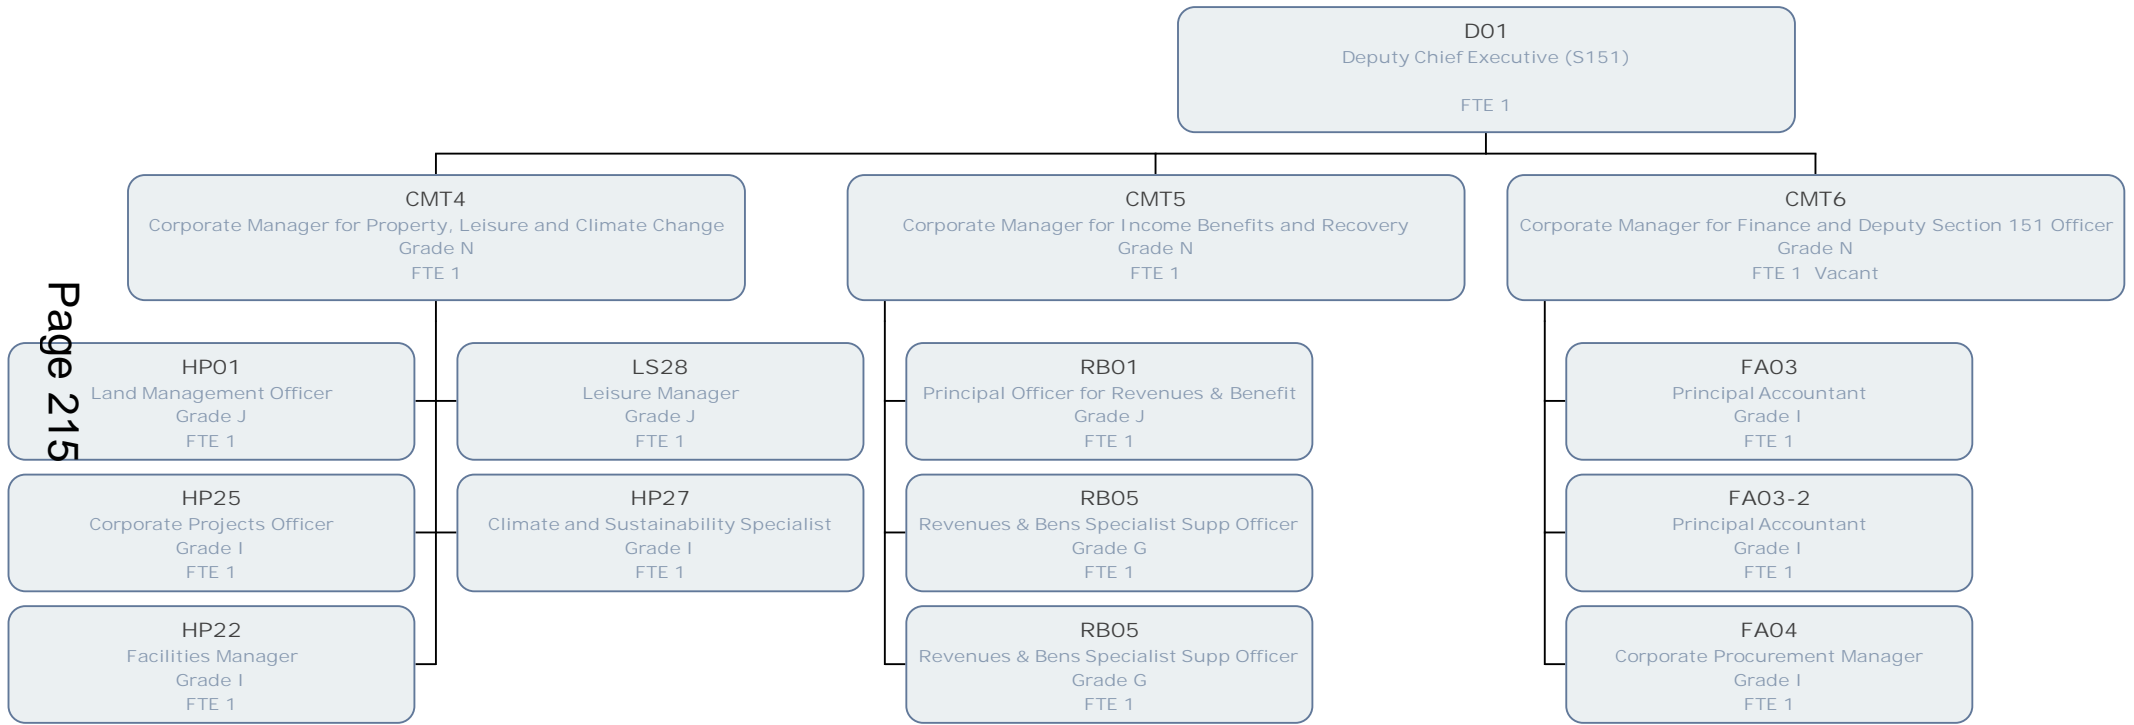 D01
Deputy Chief Executive (S151)
FTE 1
CMT4
Corporate Manager for Property, Leisure and Climate Change
Grade N
FTE 1
CMT5
Corporate Manager for Income Benefits and Recovery
Grade N
FTE 1
CMT6
Corporate Manager for Finance and Deputy Section 151 Officer
Grade N
FTE 1 Vacant
Page 215
HP01
Land Management Officer
Grade J
FTE 1
LS28
Leisure Manager
Grade J
FTE 1
RB01
Principal Officer for Revenues & Benefit
Grade J
FTE 1
FA03
Principal Accountant
Grade I
FTE 1
HP25
Corporate Projects Officer
Grade I
FTE 1
HP27
Climate and Sustainability Specialist
Grade I
FTE 1
RB05
Revenues & Bens Specialist Supp Officer
Grade G
FTE 1
FA03-2
Principal Accountant
Grade I
FTE 1
HP22
Facilities Manager
Grade I
FTE 1
RB05
Revenues & Bens Specialist Supp Officer
Grade G
FTE 1
FA04
Corporate Procurement Manager
Grade I
FTE 1